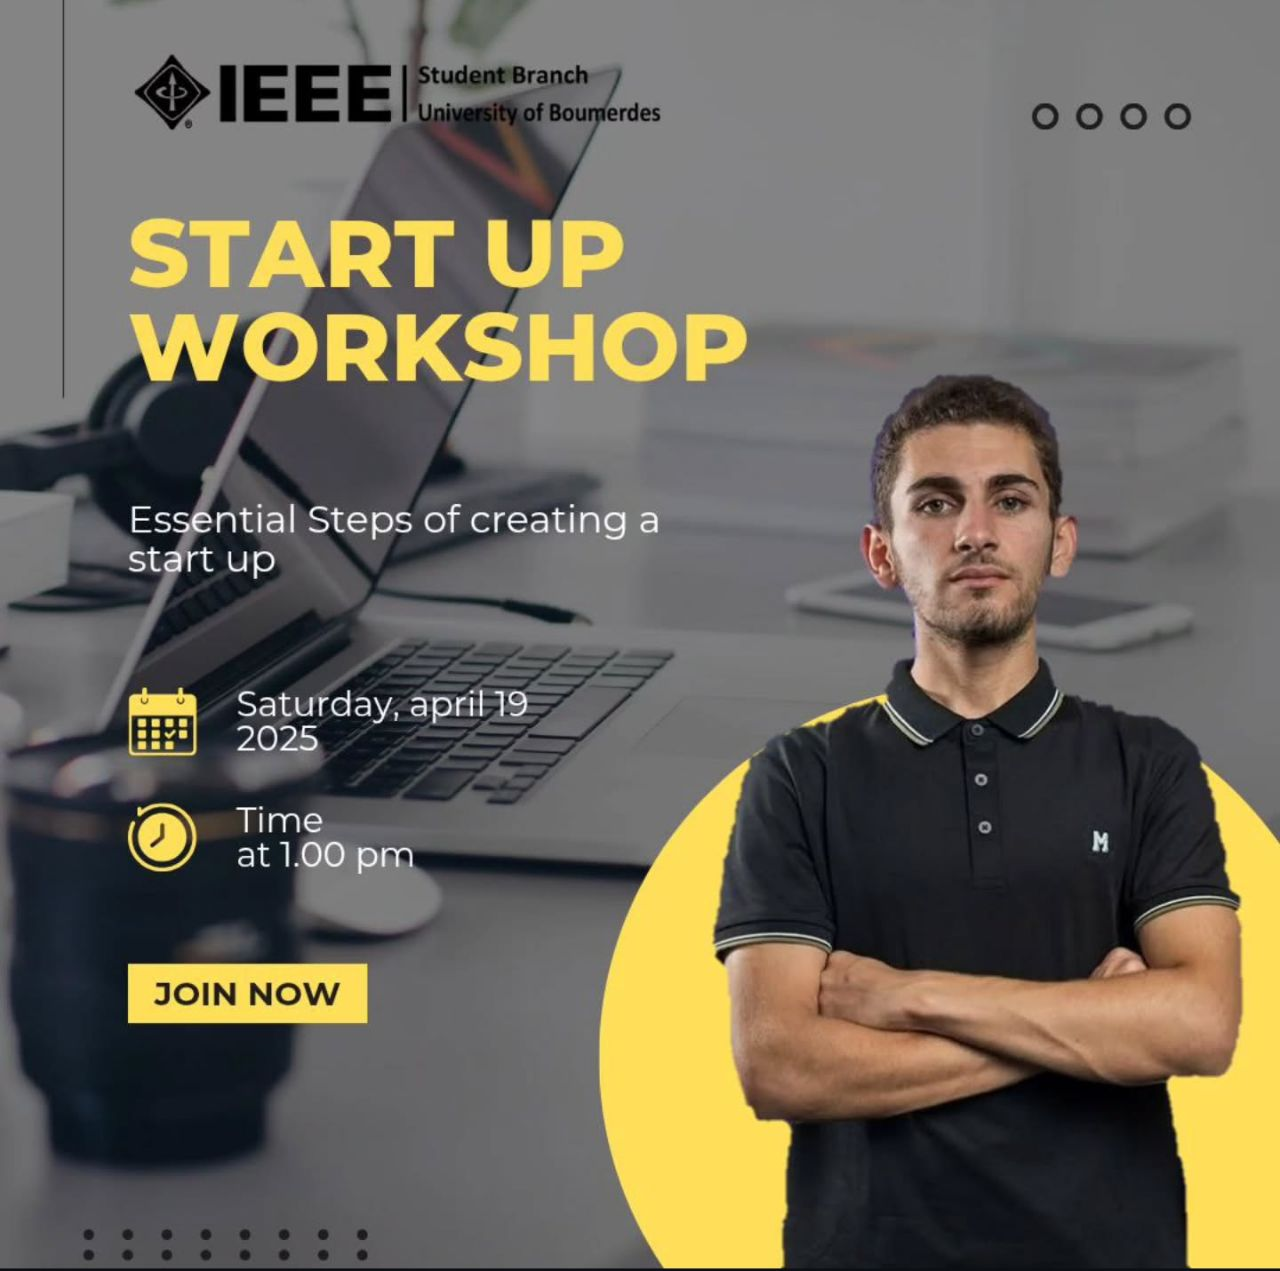 IEEE
Student Branch
University of Boumerdes
START UP
WORKSHOP
Essential Steps of creating a
start up
Saturday, april 19
2025
Time
at 1.00 pm
M
JOIN NOW